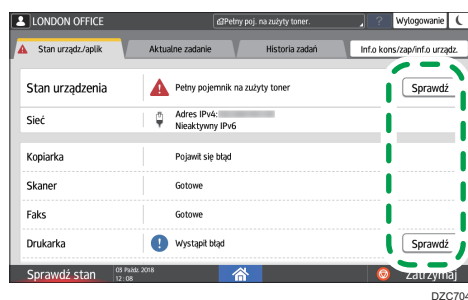 LONDON OFFICE
Pełny poj. na zużyty toner.
?
Wylogowanie
Stan urządz./aplik
Aktualne zadanie
Historia zadań
Inf.o kons/zap/inf.o urządz.
Stan urządzenia
Pełny pojemnik na zużyty toner
Sprawdź
Sieć
Adres IPv4:
Nieaktywny IPv6
Kopiarka
Pojawił się błąd
Skaner
Gotowe
Faks
Gotowe
Drukarka
Wystąpił błąd
Sprawdź
Sprawdź stan
03 Paźdz. 2018
12 : 08
Zatrzymaj
DZC704